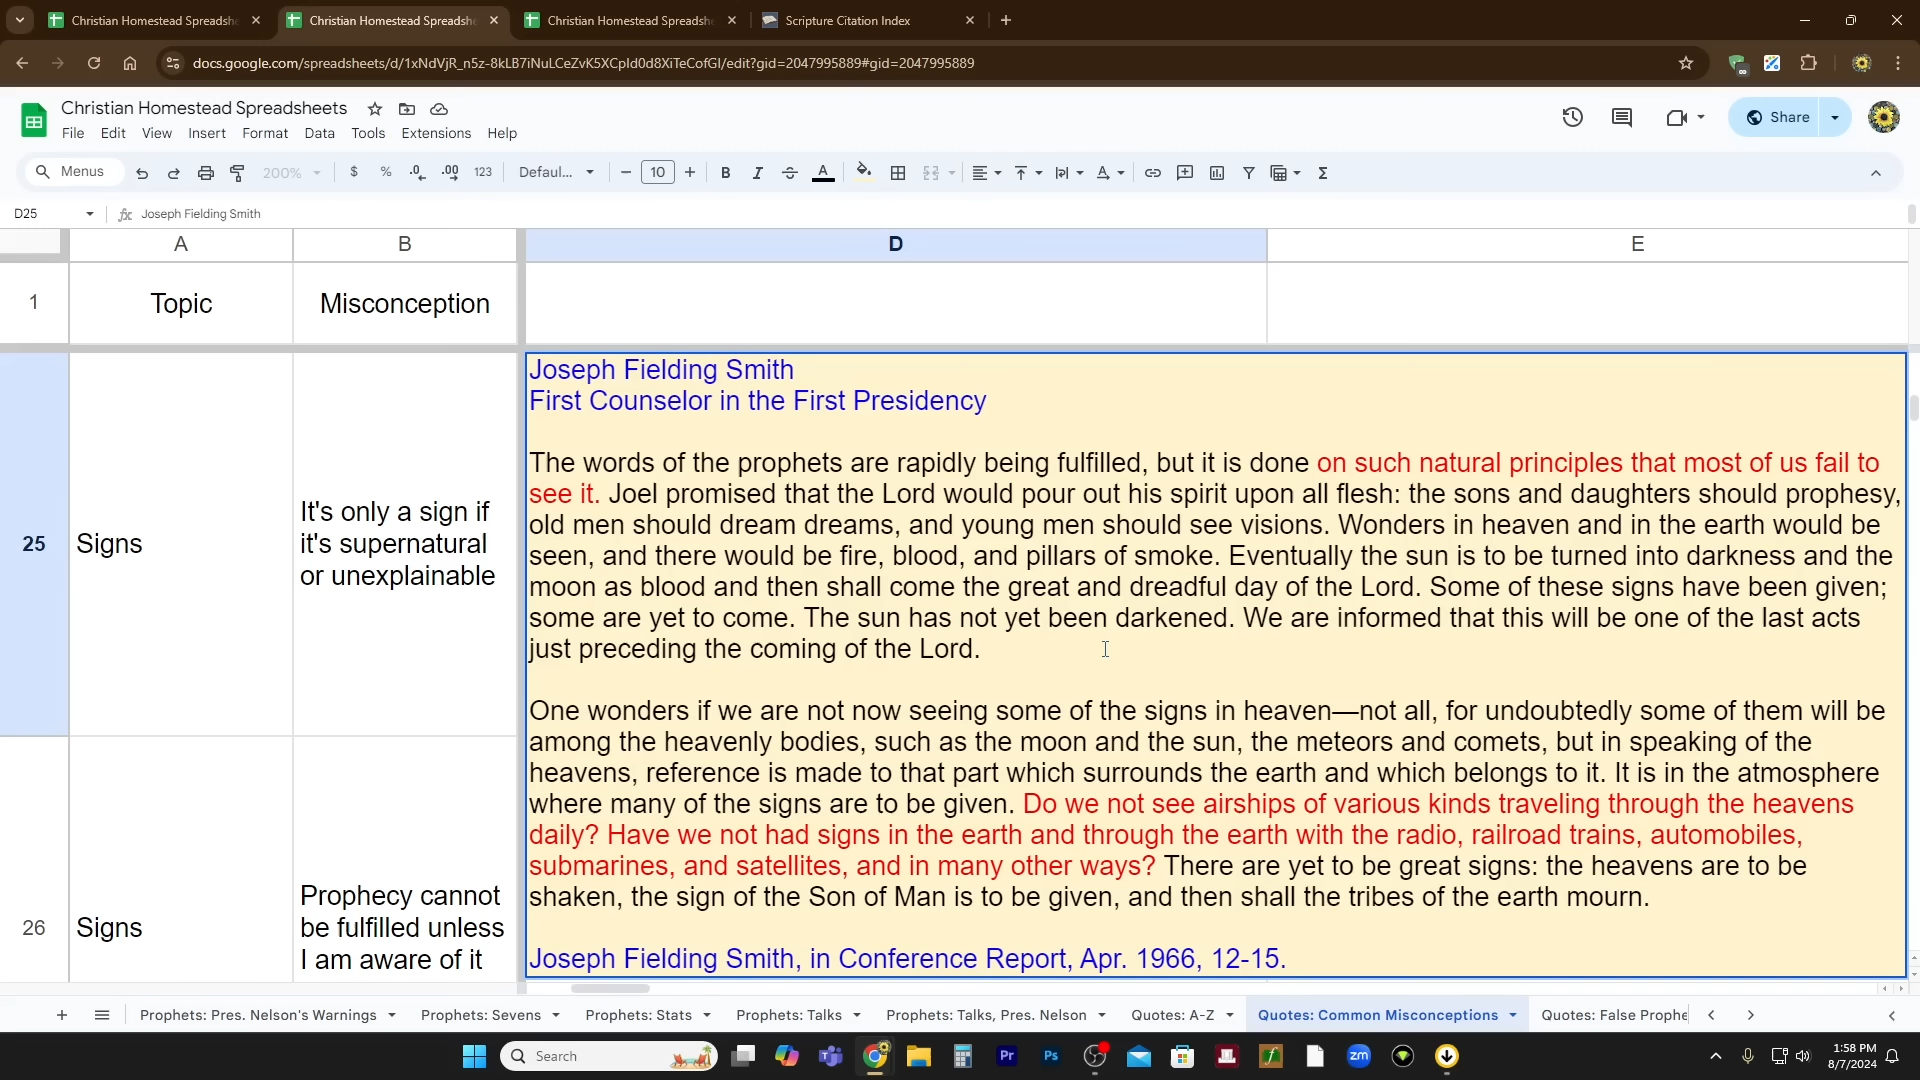 Christian Homestead Spreadsh
Christian Homestead Spreadshe
Christian Homestead Spreadsh
Scripture Citation Index
docs.google.com/spreadsheets/d/1xNdVjR_n5z-8kLB7iNuLCeZvK5XCpId0d8XiTeCofGI/edit?gid=2047995889#gid=2047995889
Christian Homestead Spreadsheets
File Edit View Insert Format Data Tools Extensions Help
Share
Menus 200% $ % .0 .00 123 Defaul... 10 B I A Σ
D25 fx Joseph Fielding Smith
A B D E
1 Topic Misconception
25
Signs
It's only a sign if
it's supernatural
or unexplainable
Joseph Fielding Smith
First Counselor in the First Presidency
The words of the prophets are rapidly being fulfilled, but it is done on such natural principles that most of us fail to
see it. Joel promised that the Lord would pour out his spirit upon all flesh: the sons and daughters should prophesy,
old men should dream dreams, and young men should see visions. Wonders in heaven and in the earth would be
seen, and there would be fire, blood, and pillars of smoke. Eventually the sun is to be turned into darkness and the
moon as blood and then shall come the great and dreadful day of the Lord. Some of these signs have been given;
some are yet to come. The sun has not yet been darkened. We are informed that this will be one of the last acts
just preceding the coming of the Lord.
One wonders if we are not now seeing some of the signs in heaven—not all, for undoubtedly some of them will be
among the heavenly bodies, such as the moon and the sun, the meteors and comets, but in speaking of the
heavens, reference is made to that part which surrounds the earth and which belongs to it. It is in the atmosphere
where many of the signs are to be given. Do we not see airships of various kinds traveling through the heavens
daily? Have we not had signs in the earth and through the earth with the radio, railroad trains, automobiles,
submarines, and satellites, and in many other ways? There are yet to be great signs: the heavens are to be
shaken, the sign of the Son of Man is to be given, and then shall the tribes of the earth mourn.
Joseph Fielding Smith, in Conference Report, Apr. 1966, 12-15.
26
Signs
Prophecy cannot
be fulfilled unless
I am aware of it
Prophets: Pres. Nelson's Warnings
Prophets: Sevens
Prophets: Stats
Prophets: Talks
Prophets: Talks, Pres. Nelson
Quotes: A-Z
Quotes: Common Misconceptions
Quotes: False Prophe
Search
Pr
Ps
zm
1:58 PM
8/7/2024